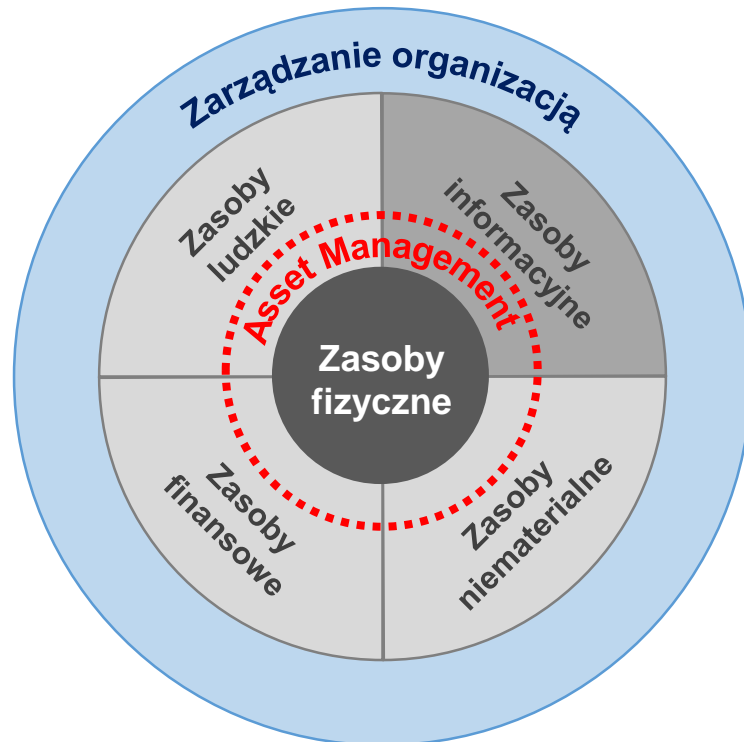 Zarządzanie organizacją
Zasoby
ludzkie
Zasoby
informacyjne
Asset Management
Zasoby
fizyczne
Zasoby
finansowe
Zasoby
niematerialne